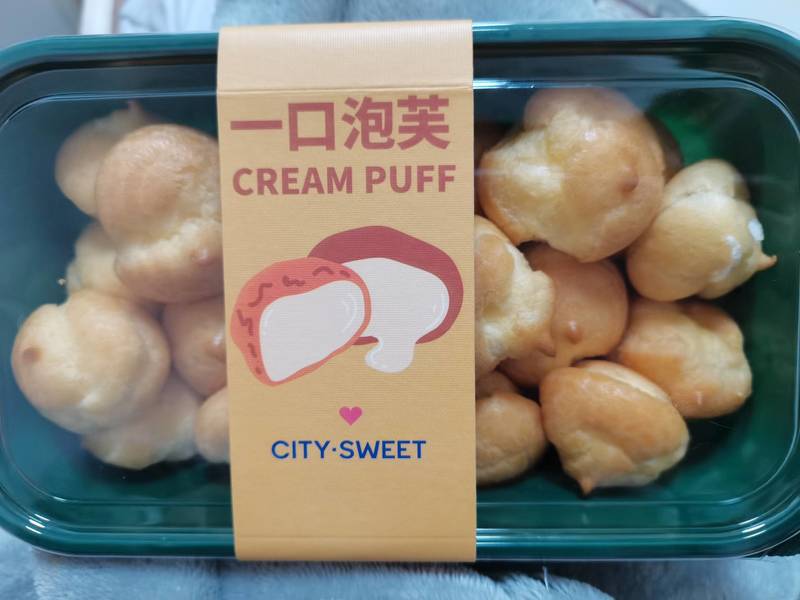 一口泡芙
CREAM PUFF
CITY·SWEET